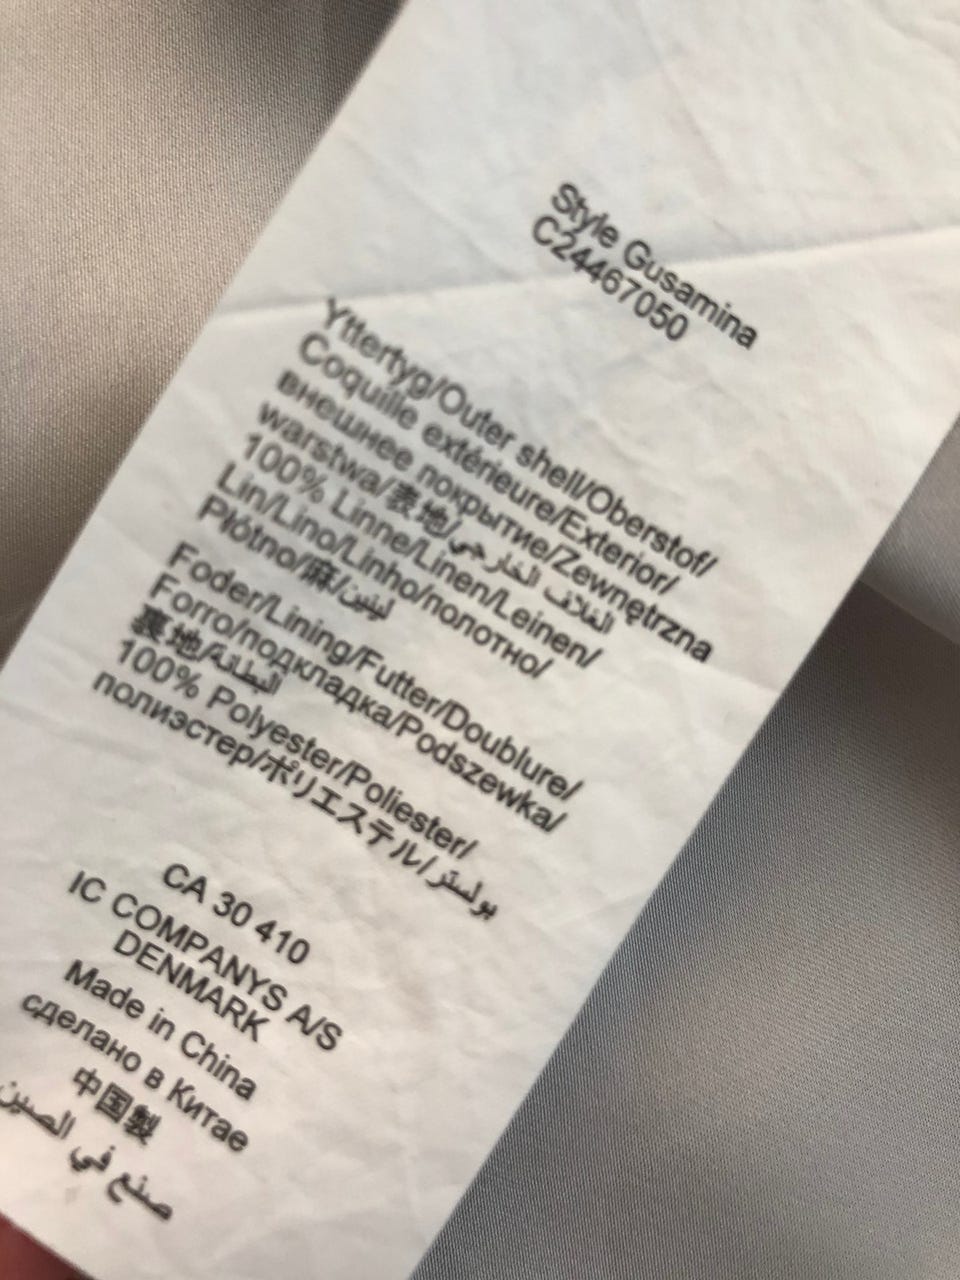 Style Gusamina
C24467050
Yttertyg/Outer shell/Oberstof/
Coquille extérieure/Exterior/
внешнее покрытие/Zewnętrzna
warstwa/表地/الغلاف الخارجي
100% Linne/Linen/Leinen/
Lin/Lino/Linho/полотно/
Płótno/麻/لينين
Foder/Lining/Futter/Doublure/
Forro/подкладка/Podszewka/
裏地/البطنة
100% Polyester/Poliester/
полиэстер/ポリエステル/بولستر
CA 30 410
IC COMPANYS A/S
DENMARK
Made in China
сделано в Китае
中国製
صنع في الصين